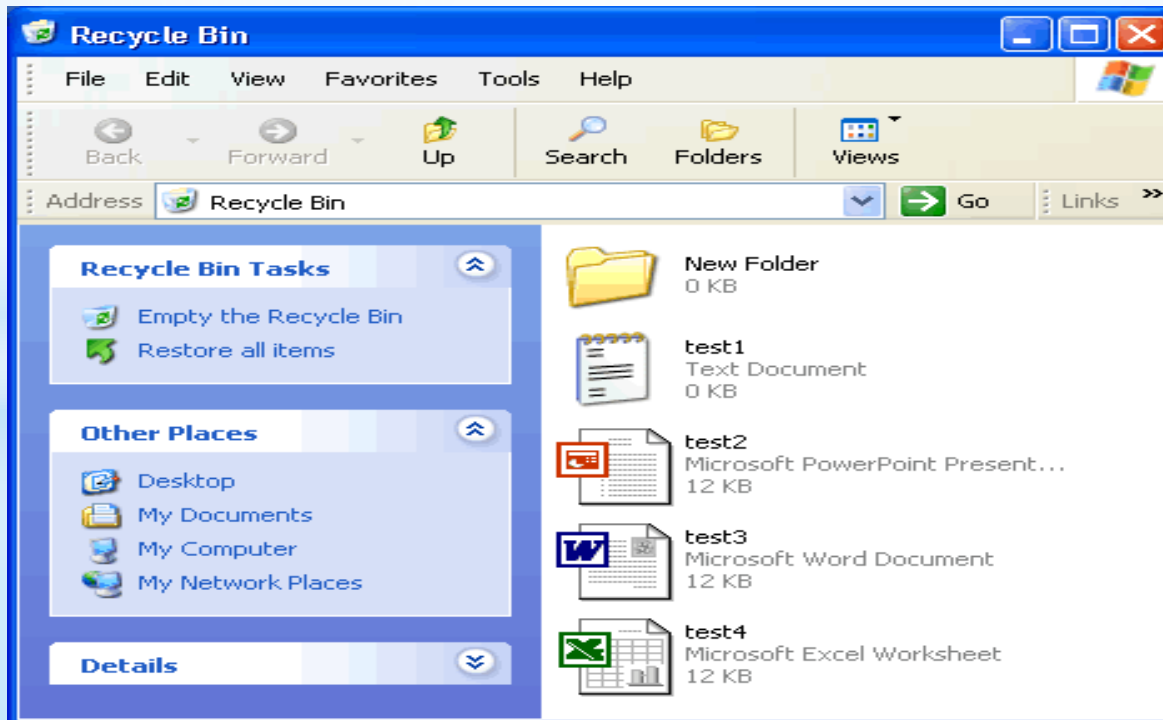 Recycle Bin
File Edit View Favorites Tools Help
Back Forward Up Search Folders Views
Address Recycle Bin Go Links »
Recycle Bin Tasks
Empty the Recycle Bin
Restore all items
Other Places
Desktop
My Documents
My Computer
My Network Places
Details
New Folder
0 KB
test1
Text Document
0 KB
test2
Microsoft PowerPoint Present...
12 KB
test3
Microsoft Word Document
12 KB
test4
Microsoft Excel Worksheet
12 KB